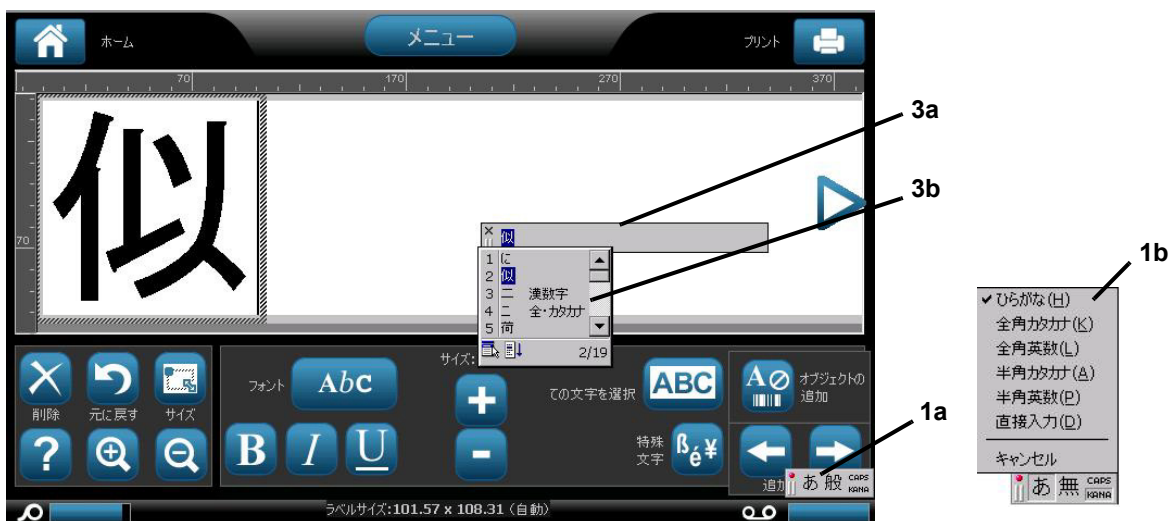 ホーム
メニュー
プリント
70
170
270
370
3a
3b
70
似
似
1 に
2 似
3 二 漢数字
4 ニ 全・カタカナ
5 荷
2/19
1b
✓ひらがな(H)
全角カタカナ(K)
全角英数(L)
半角カタカナ(A)
半角英数(P)
直接入力(D)
キャンセル
あ 無 CAPS
KANA
サイズ:
フォント
AbC
ての文字を選択
ABC
A
オブジェクトの
追加
削除
元に戻す
サイズ
?
B
I
U
特殊
文字
ßé¥
1a
追加
あ 般 CAPS
KANA
ラベルサイズ:101.57 x 108.31 (自動)